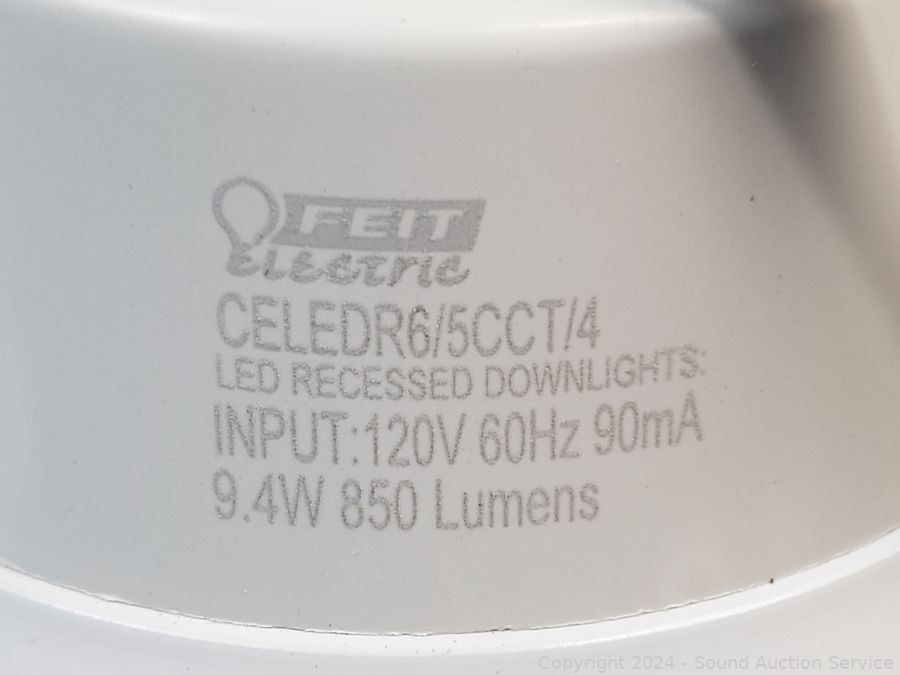 FEIT
Electric
CELEDR6/5CCT/4
LED RECESSED DOWNLIGHTS:
INPUT:120V 60Hz 90mA
9.4W 850 Lumens
Copyright 2024 - Sound Auction Service